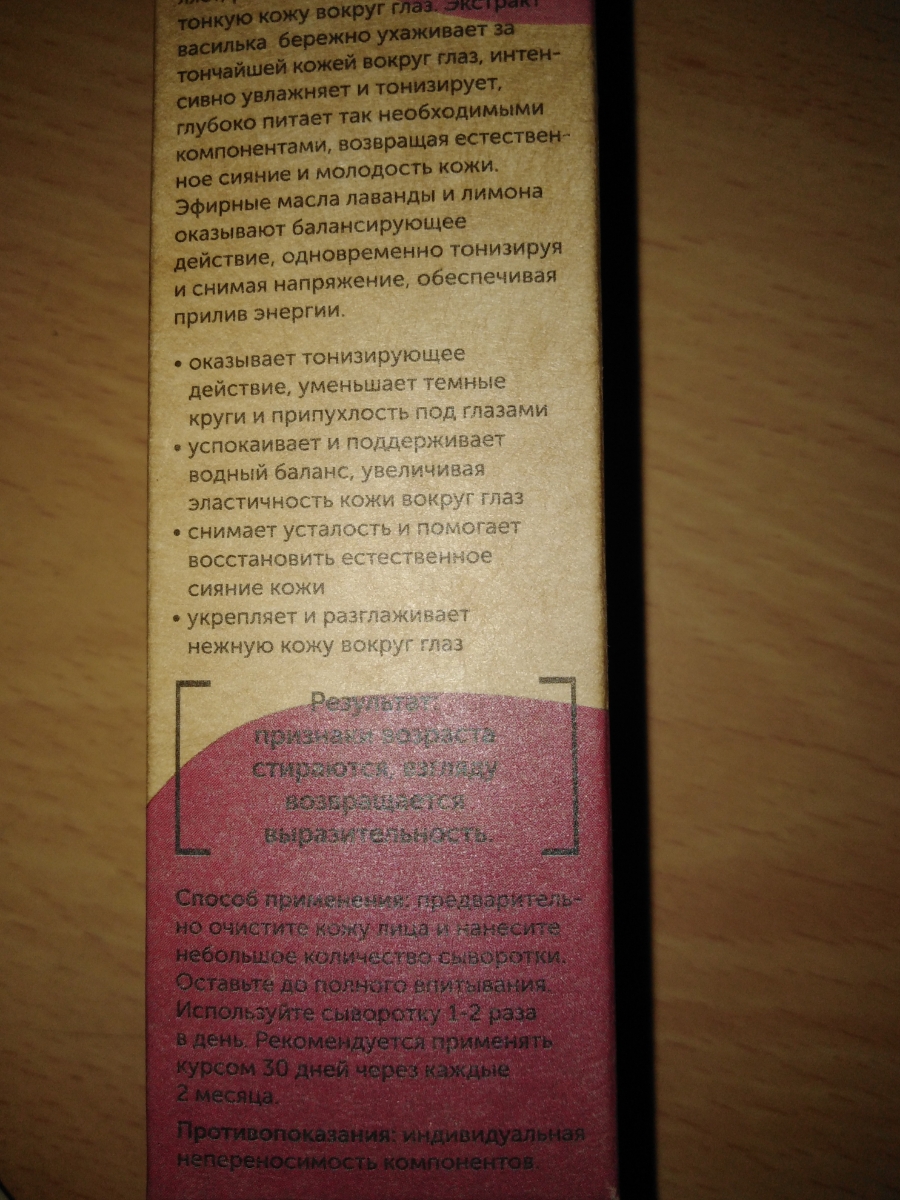 тонкую кожу вокруг глаз. Экстракт
василька бережно ухаживает за
тончайшей кожей вокруг глаз, интен-
сивно увлажняет и тонизирует,
глубоко питает так необходимыми
компонентами, возвращая естествен-
ное сияние и молодость кожи.
Эфирные масла лаванды и лимона
оказывают балансирующее
действие, одновременно тонизируя
и снимая напряжение, обеспечивая
прилив энергии.
• оказывает тонизирующее
действие, уменьшает темные
круги и припухлость под глазами
• успокаивает и поддерживает
водный баланс, увеличивая
эластичность кожи вокруг глаз
• снимает усталость и помогает
восстановить естественное
сияние кожи
• укрепляет и разглаживает
нежную кожу вокруг глаз
Результат:
признаки возраста
стираются, взгляду
возвращается
выразительность.
Способ применения: предваритель-
но очистите кожу лица и нанесите
небольшое количество сыворотки.
Оставьте до полного впитывания.
Используйте сыворотку 1-2 раза
в день. Рекомендуется применять
курсом 30 дней через каждые
2 месяца.
Противопоказания: индивидуальная
непереносимость компонентов.